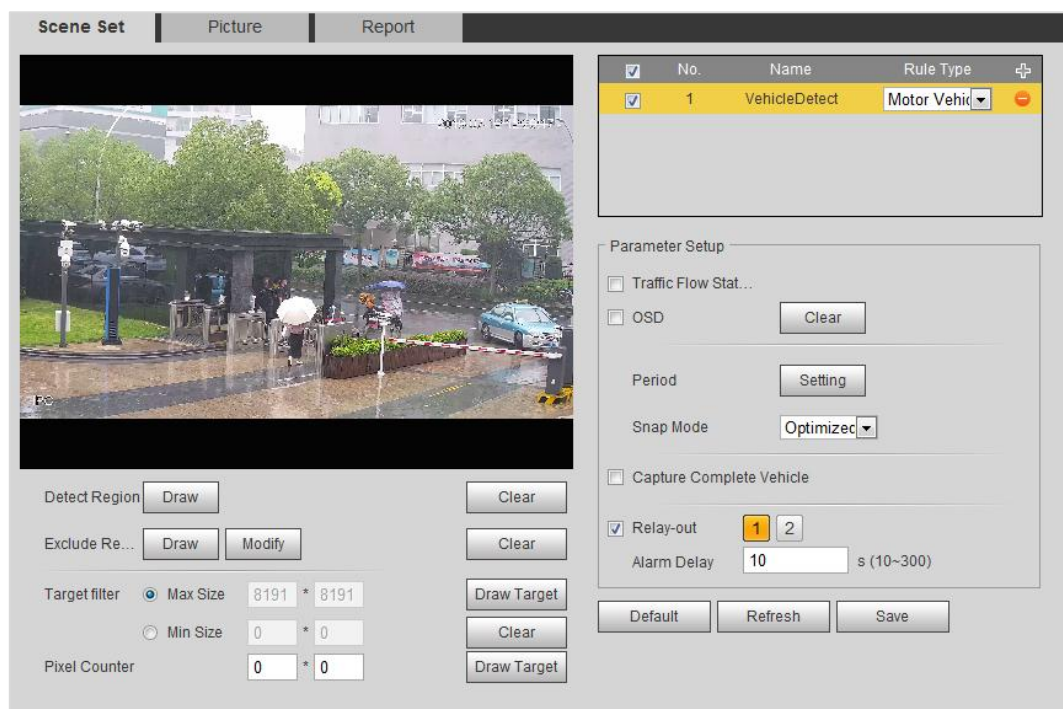 Scene Set Picture Report
No. Name Rule Type
1 VehicleDetect Motor Vehic
Parameter Setup
Traffic Flow Stat...
OSD Clear
Period Setting
Snap Mode Optimizec
Capture Complete Vehicle
Relay-out 1 2
Alarm Delay 10 s (10~300)
Default Refresh Save
Detect Region Draw Clear
Exclude Re... Draw Modify Clear
Target filter Max Size 8191 * 8191 Draw Target
Min Size 0 * 0 Clear
Pixel Counter 0 * 0 Draw Target